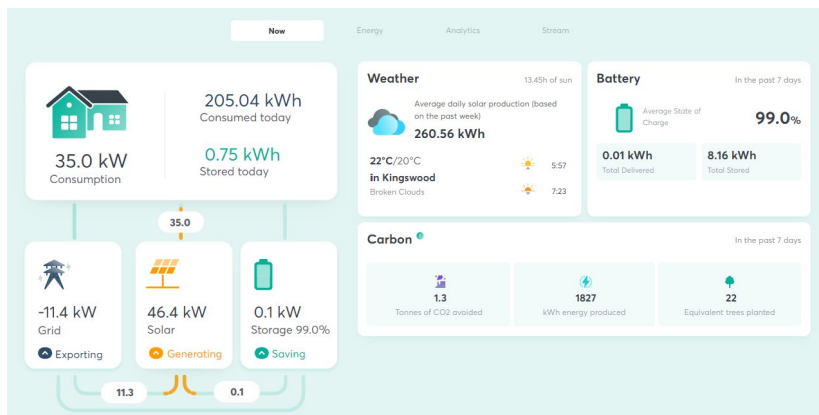 Now
Energy
Analytics
Stream
35.0 kW
Consumption
205.04 kWh
Consumed today
0.75 kWh
Stored today
35.0
-11.4 kW
Grid
Exporting
46.4 kW
Solar
Generating
0.1 kW
Storage 99.0%
Saving
11.3
0.1
Weather
13.45h of sun
Average daily solar production (based
on the past week)
260.56 kWh
22°C/20°C
in Kingswood
Broken Clouds
5:57
7:23
Battery
In the past 7 days
Average State of
Charge
99.0%
0.01 kWh
Total Delivered
8.16 kWh
Total Stored
Carbon
In the past 7 days
1.3
Tonnes of CO2 avoided
1827
kWh energy produced
22
Equivalent trees planted